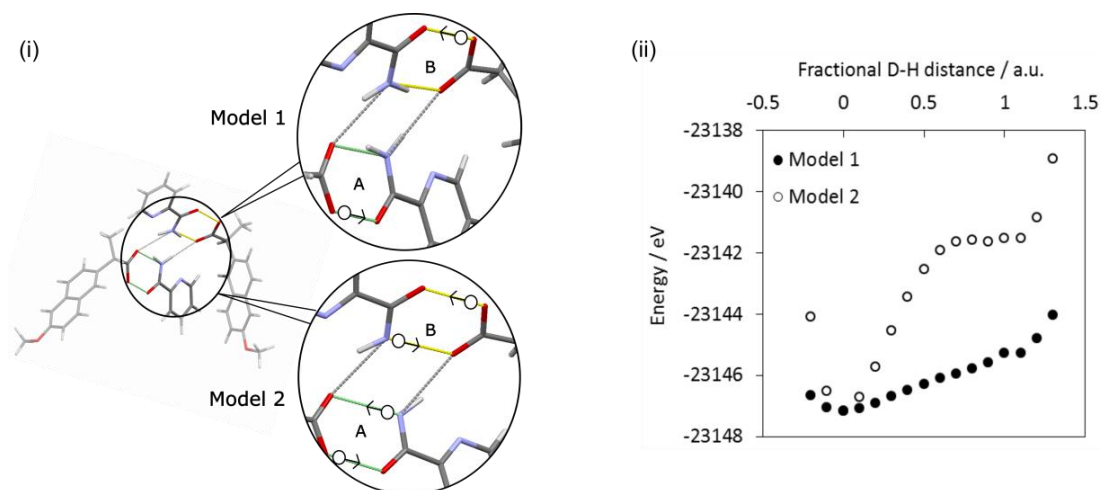 (i)
B
Model 1
A
B
Model 2
A
(ii)
Fractional D-H distance / a.u.
-0.5 0 0.5 1 1.5
-23138
Model 1
Model 2
-23140
-23142
-23144
-23146
-23148
Energy / eV